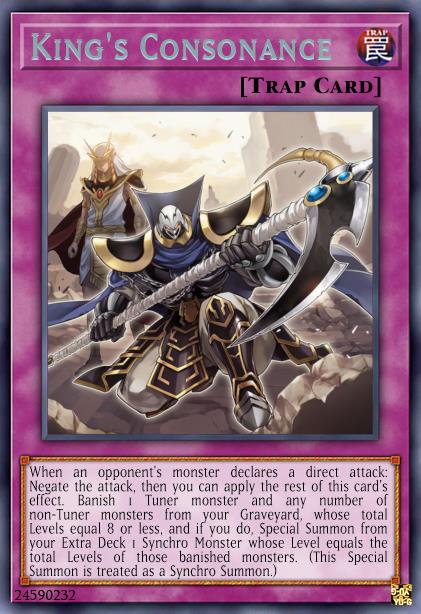 King's Consonance
TRAP
罠
[Trap Card]
When an opponent's monster declares a direct attack:
Negate the attack, then you can apply the rest of this card's
effect. Banish 1 Tuner monster and any number of
non-Tuner monsters from your Graveyard, whose total
Levels equal 8 or less, and if you do, Special Summon from
your Extra Deck 1 Synchro Monster whose Level equals the
total Levels of those banished monsters. (This Special
Summon is treated as a Synchro Summon.)
24590232